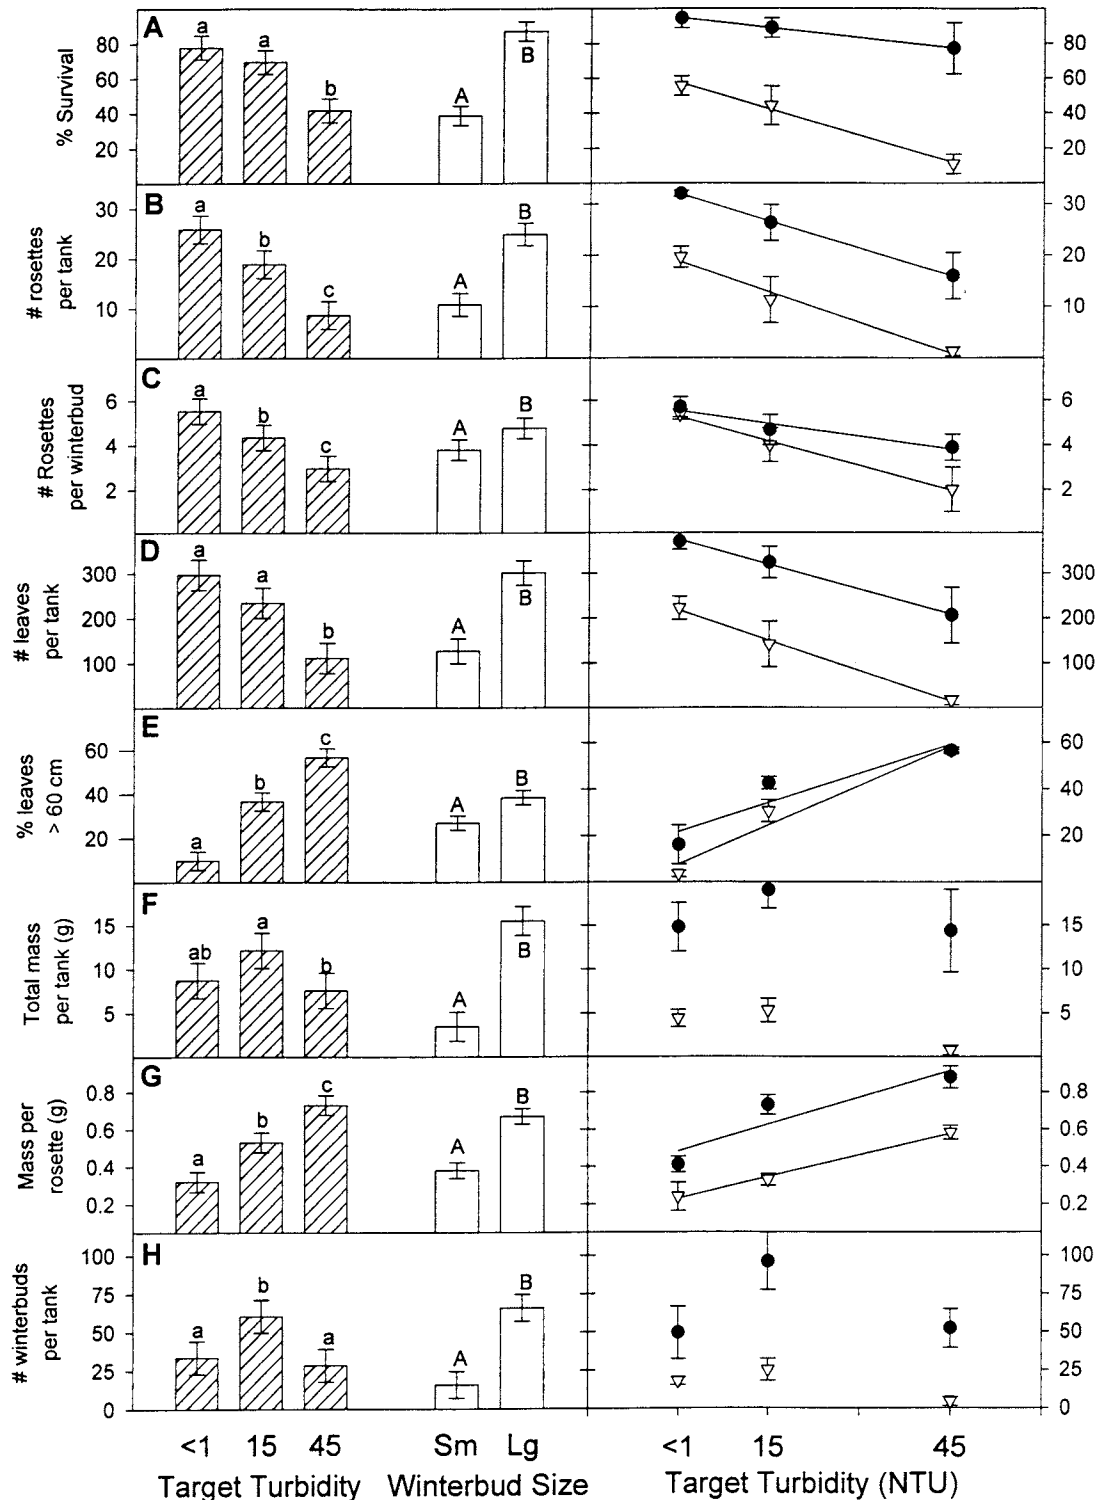 A
% Survival
80
60
40
20
a
a
b
A
B
80
60
40
20
B
# rosettes
per tank
30
20
10
a
b
c
A
B
30
20
10
C
# Rosettes
per winterbud
6
4
2
a
b
c
A
B
6
4
2
D
# leaves
per tank
300
200
100
a
a
b
A
B
300
200
100
E
% leaves
> 60 cm
60
40
20
a
b
c
A
B
60
40
20
F
Total mass
per tank (g)
15
10
5
ab
a
b
A
B
15
10
5
G
Mass per
rosette (g)
0.8
0.6
0.4
0.2
a
b
c
A
B
0.8
0.6
0.4
0.2
H
# winterbuds
per tank
100
75
50
25
0
a
b
a
A
B
100
75
50
25
0
<1 15 45 Sm Lg <1 15 45
Target Turbidity Winterbud Size Target Turbidity (NTU)